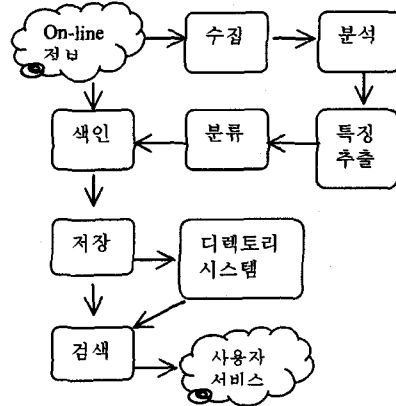 On-line
정보
수집
분석
색인
분류
특징
추출
저장
디렉토리
시스템
검색
사용자
서비스